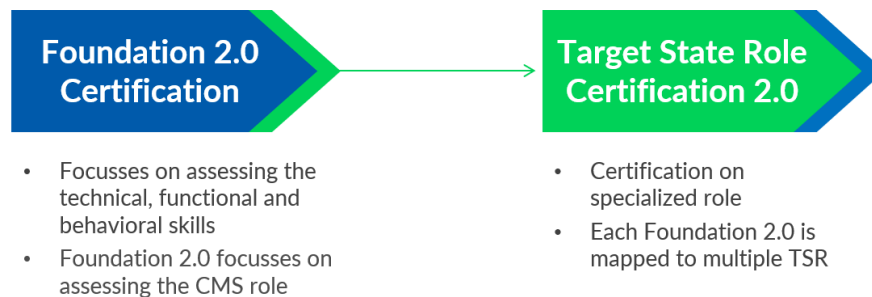 Foundation 2.0
Certification
Target State Role
Certification 2.0
• Focusses on assessing the
technical, functional and
behavioral skills
• Foundation 2.0 focusses on
assessing the CMS role
• Certification on
specialized role
• Each Foundation 2.0 is
mapped to multiple TSR